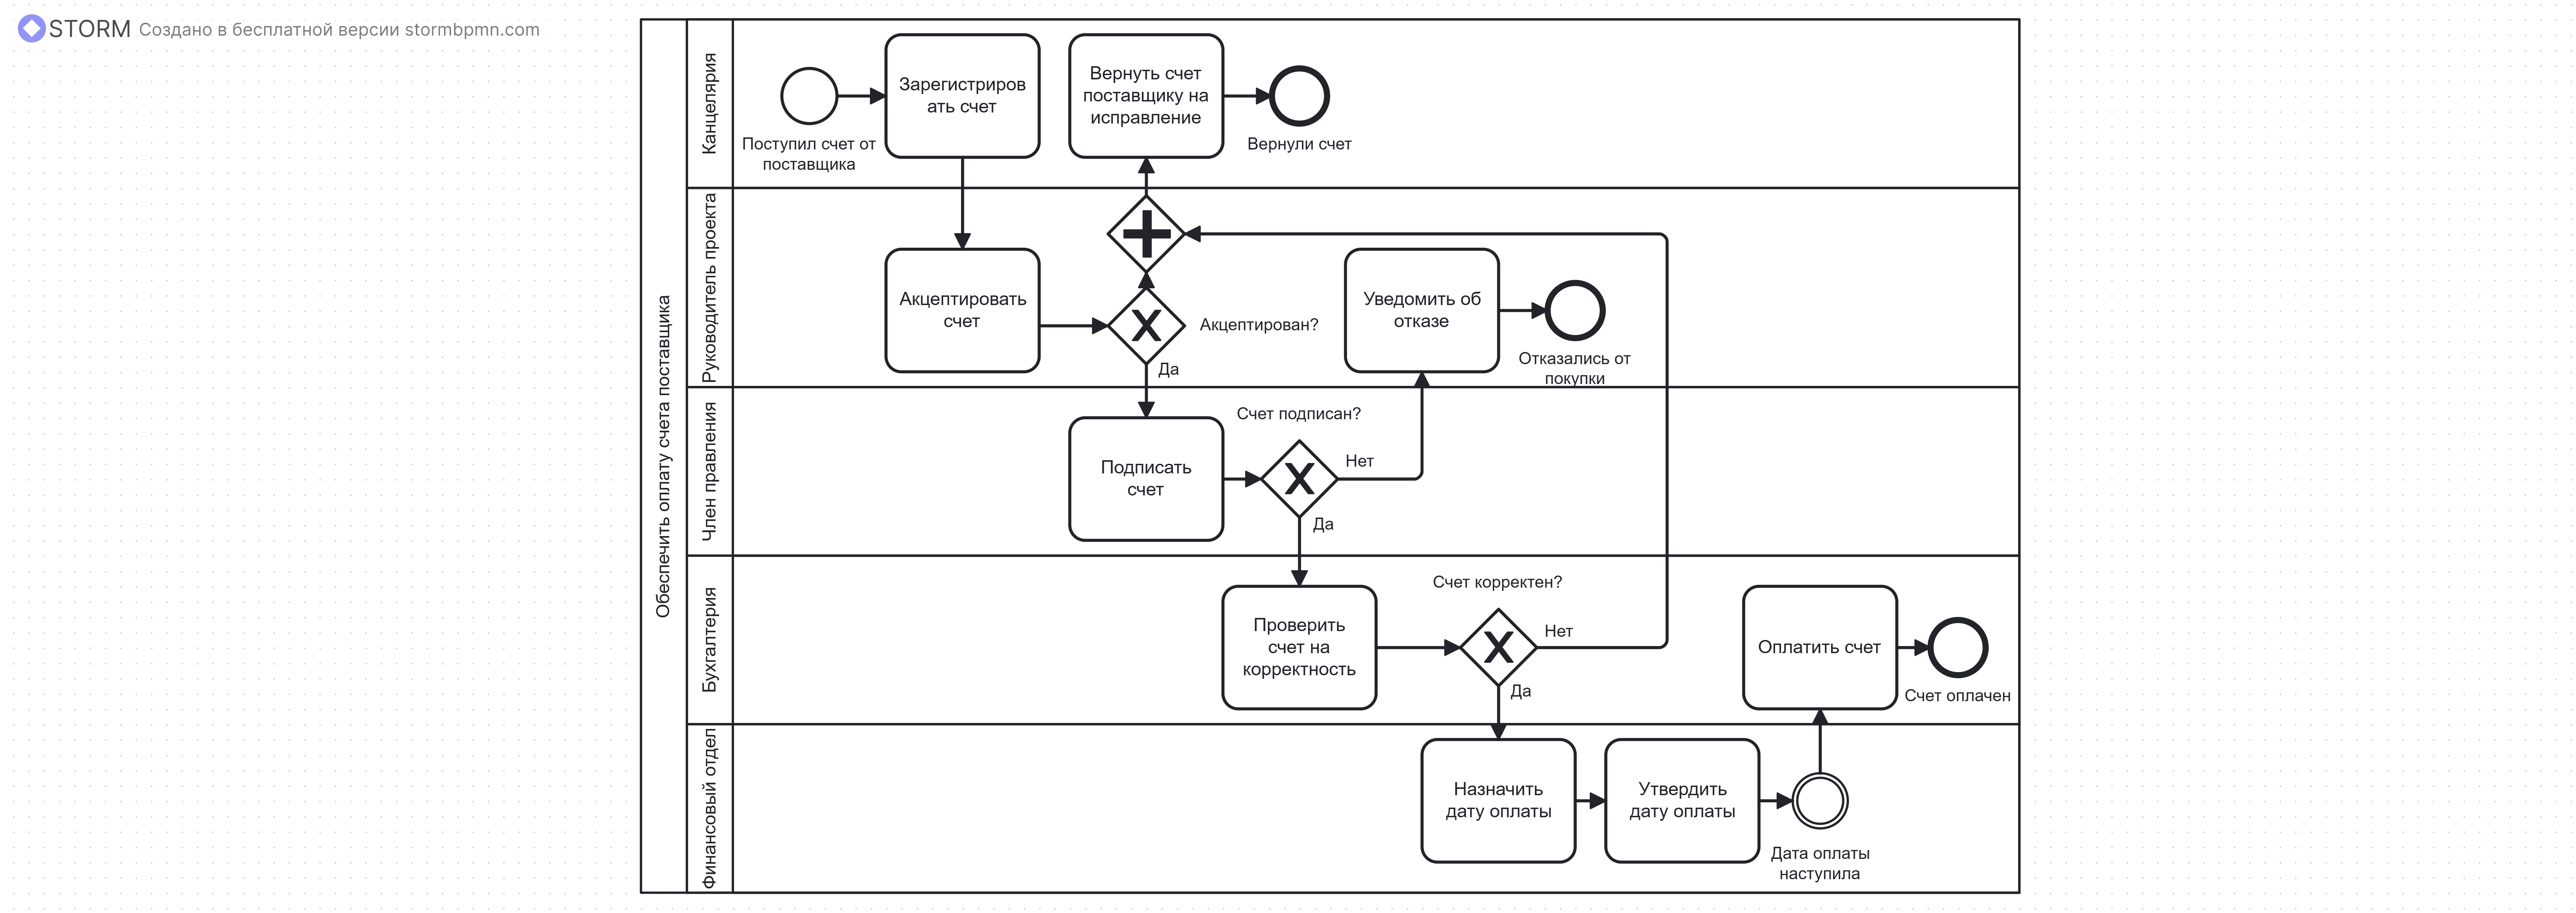 STORM Создано в бесплатной версии stormbpmn.com
Обеспечить оплату счета поставщика
Канцелярия
Поступил счет от
поставщика
Зарегистриров
ать счет
Вернуть счет
поставщику на
исправление
Вернули счет
Руководитель проекта
Акцептировать
счет
Акцептирован?
Да
Уведомить об
отказе
Отказались от
покупки
Член правления
Подписать
счет
Счет подписан?
Нет
Да
Бухгалтерия
Проверить
счет на
корректность
Счет корректен?
Нет
Да
Оплатить счет
Счет оплачен
Финансовый отдел
Назначить
дату оплаты
Утвердить
дату оплаты
Дата оплаты
наступила